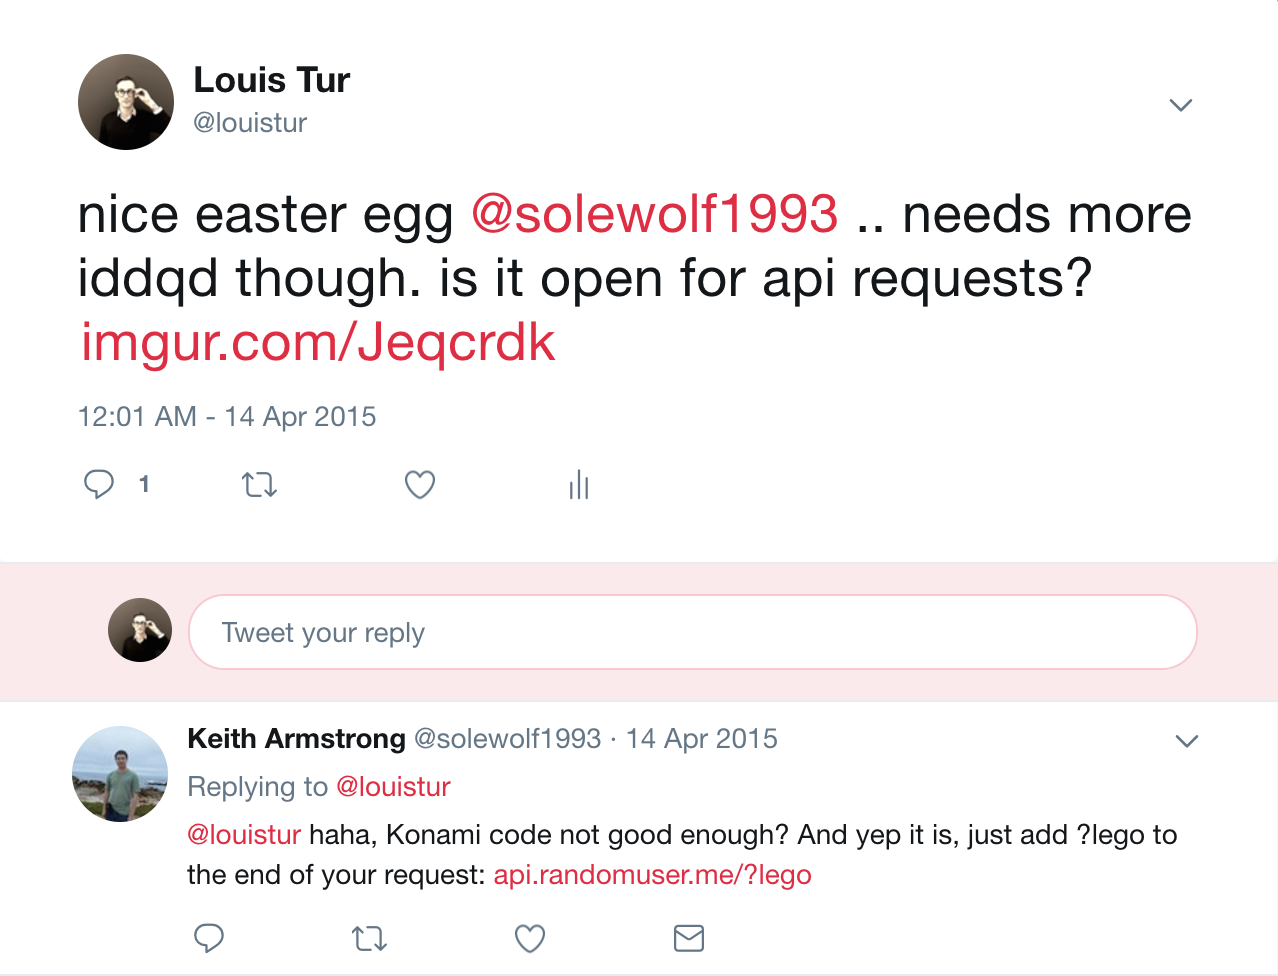 Louis Tur
@louistur
nice easter egg @solewolf1993 .. needs more
iddqd though. is it open for api requests?
imgur.com/Jeqcrdk
12:01 AM - 14 Apr 2015
1
Tweet your reply
Keith Armstrong @solewolf1993 · 14 Apr 2015
Replying to @louistur
@louistur haha, Konami code not good enough? And yep it is, just add ?lego to
the end of your request: api.randomuser.me/?lego